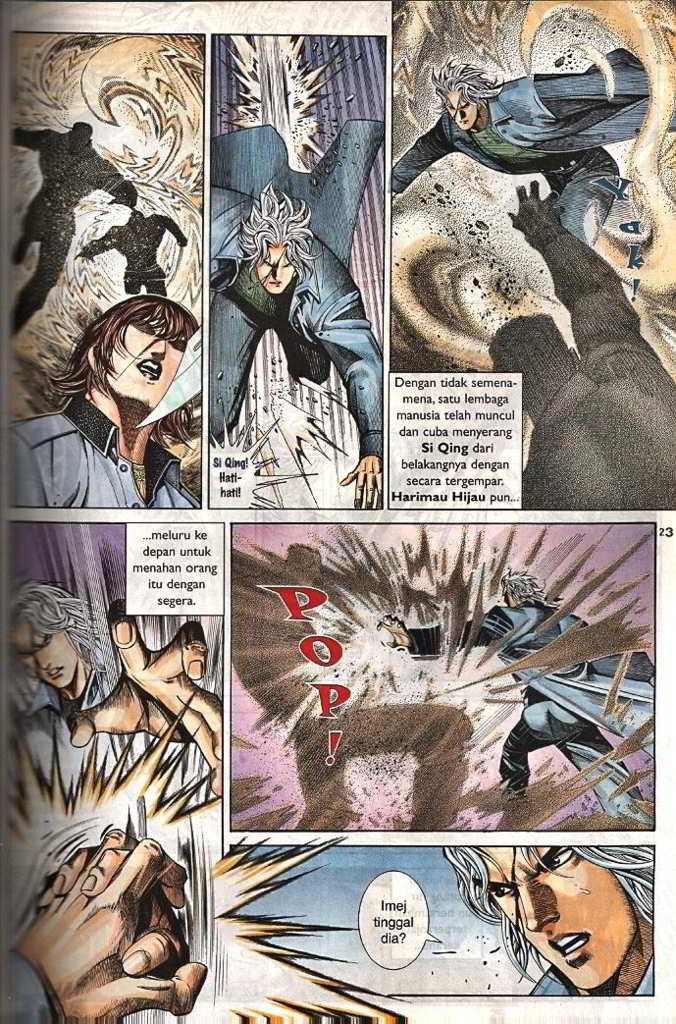 Si Qing!
Hati-
hati!
Yak!
Dengan tidak semena-
mena, satu lembaga
manusia telah muncul
dan cuba menyerang
Si Qing dari
belakangnya dengan
secara tergempar.
Harimau Hijau pun...
...meluru ke
depan untuk
menahan orang
itu dengan
segera.
23
POP!
Imej
tinggal
dia?